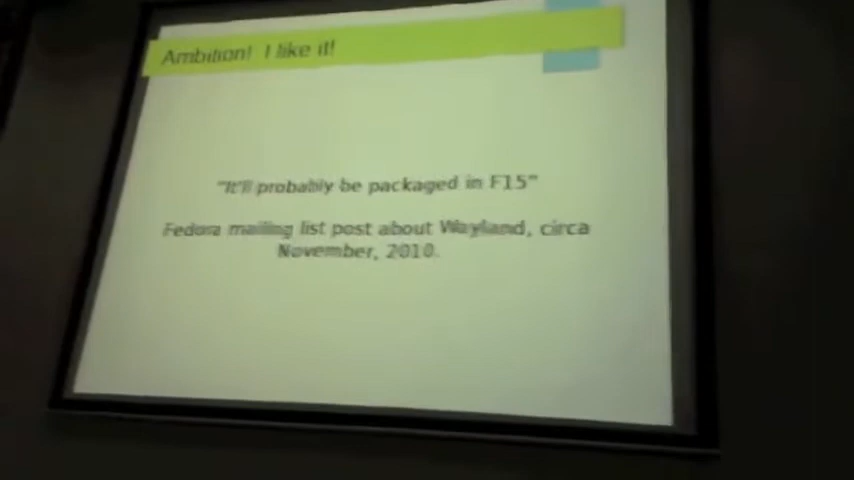 Ambition! I like it!
"It'll probably be packaged in F15"
Fedora mailing list post about Wayland, circa
November, 2010.